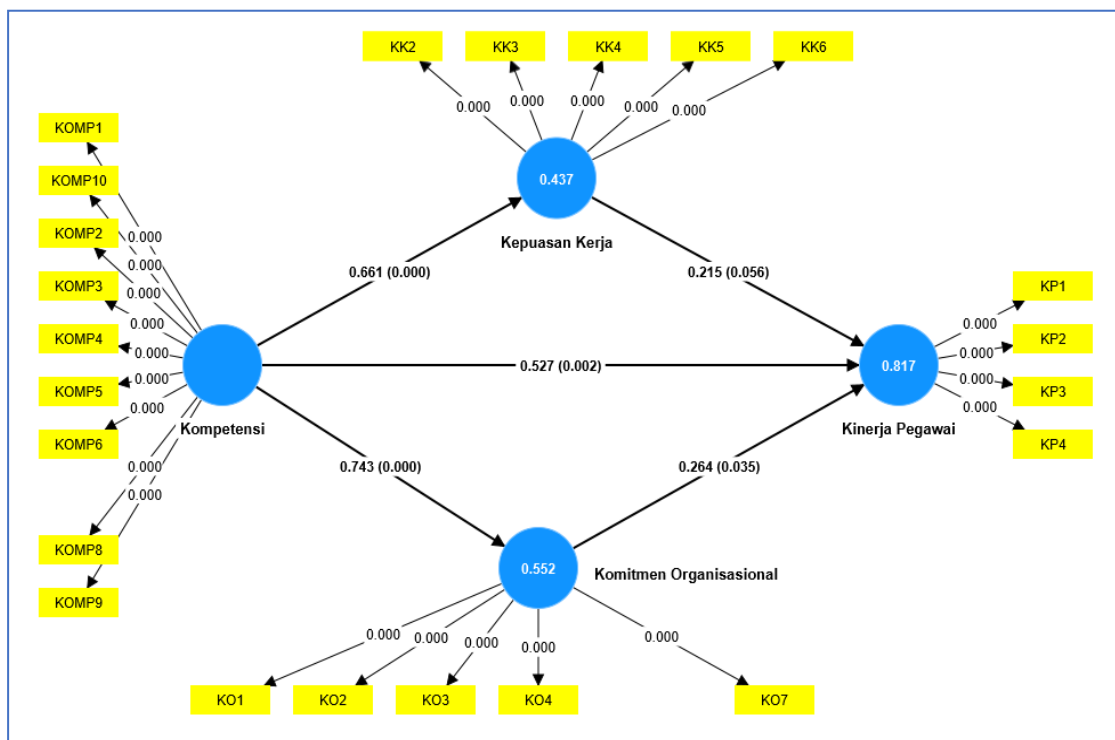 KK2
KK3
KK4
KK5
KK6
0.000
0.000
0.000
0.000
0.000
0.437
Kepuasan Kerja
KOMP1
KOMP10
KOMP2
KOMP3
KOMP4
KOMP5
KOMP6
KOMP8
KOMP9
0.000
0.000
0.000
0.000
0.000
0.000
0.000
0.000
0.000
Kompetensi
0.661 (0.000)
0.215 (0.056)
0.527 (0.002)
0.743 (0.000)
0.264 (0.035)
0.817
Kinerja Pegawai
0.000
0.000
0.000
0.000
KP1
KP2
KP3
KP4
0.552
Komitmen Organisasional
0.000
0.000
0.000
0.000
0.000
KO1
KO2
KO3
KO4
KO7